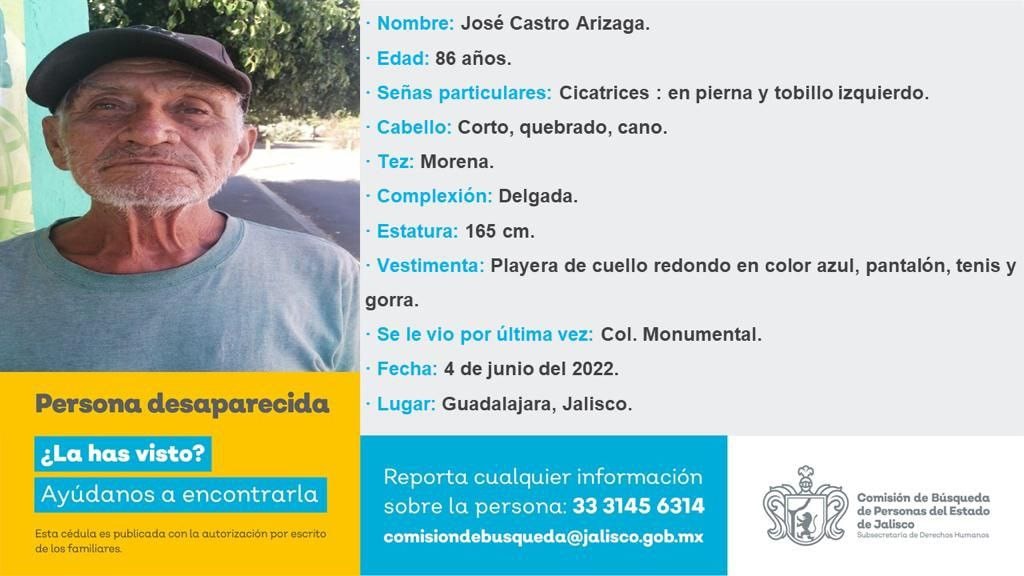 · Nombre: José Castro Arizaga.
· Edad: 86 años.
· Señas particulares: Cicatrices : en pierna y tobillo izquierdo.
· Cabello: Corto, quebrado, cano.
· Tez: Morena.
· Complexión: Delgada.
· Estatura: 165 cm.
· Vestimenta: Playera de cuello redondo en color azul, pantalón, tenis y
gorra.
· Se le vio por última vez: Col. Monumental.
· Fecha: 4 de junio del 2022.
· Lugar: Guadalajara, Jalisco.
Persona desaparecida
¿La has visto?
Ayúdanos a encontrarla
Esta cédula es publicada con la autorización por escrito
de los familiares.
Reporta cualquier información
sobre la persona: 33 3145 6314
comisiondebusqueda@jalisco.gob.mx
Comisión de Búsqueda
de Personas del Estado
de Jalisco
Subsecretaría de Derechos Humanos